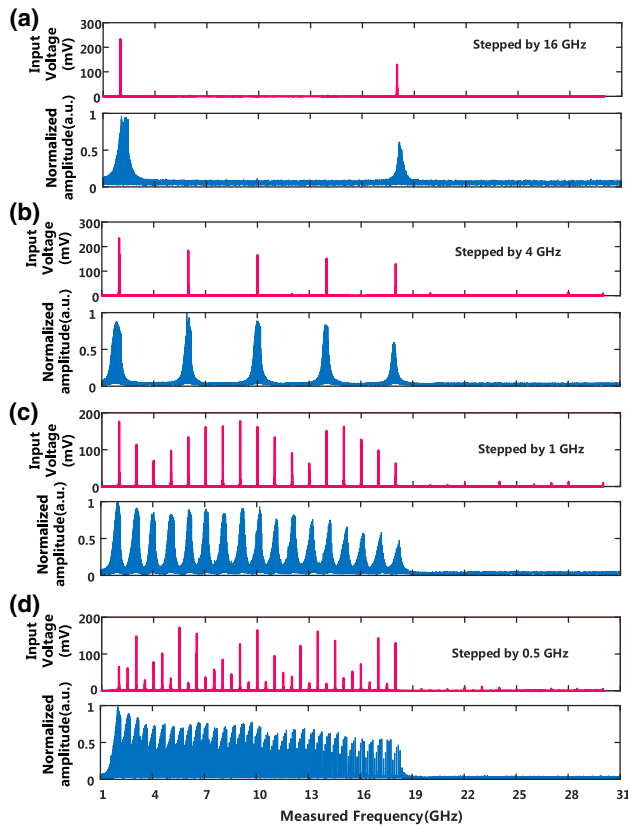 (a)
Input Voltage (mV)
300
200
100
0
Stepped by 16 GHz
Normalized amplitude(a.u.)
1
0.5
0
(b)
Input Voltage (mV)
300
200
100
0
Stepped by 4 GHz
Normalized amplitude(a.u.)
1
0.5
0
(c)
Input Voltage (mV)
200
100
0
Stepped by 1 GHz
Normalized amplitude(a.u.)
1
0.5
0
(d)
Input Voltage (mV)
200
100
0
Stepped by 0.5 GHz
Normalized amplitude(a.u.)
1
0.5
0
1 4 7 10 13 16 19 22 25 28 31
Measured Frequency(GHz)